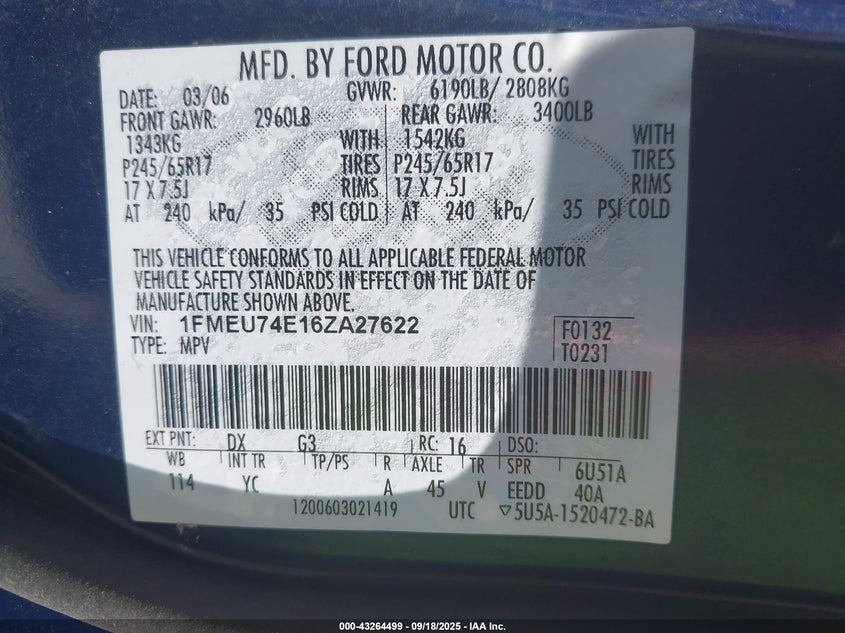 MFD. BY FORD MOTOR CO.
DATE: 03/06 GVWR: 6190LB/ 2808KG
FRONT GAWR: 2960LB REAR GAWR: 3400LB
1343KG WITH 1542KG WITH
P245/65R17 TIRES P245/65R17 TIRES
17 X 7.5J RIMS 17 X 7.5J RIMS
AT 240 kPa/ 35 PSI COLD AT 240 kPa/ 35 PSI COLD
THIS VEHICLE CONFORMS TO ALL APPLICABLE FEDERAL MOTOR
VEHICLE SAFETY STANDARDS IN EFFECT ON THE DATE OF
MANUFACTURE SHOWN ABOVE.
VIN: 1FMEU74E16ZA27622 F0132
TYPE: MPV T0231
EXT PNT: DX G3 RC: 16 DSO:
WB INT TR TP/PS R AXLE TR SPR 6U51A
114 YC A 45 V EEDD 40A
1200603021419 UTC ▽5U5A-1520472-BA
000-43264499 - 09/18/2025 - IAA Inc.